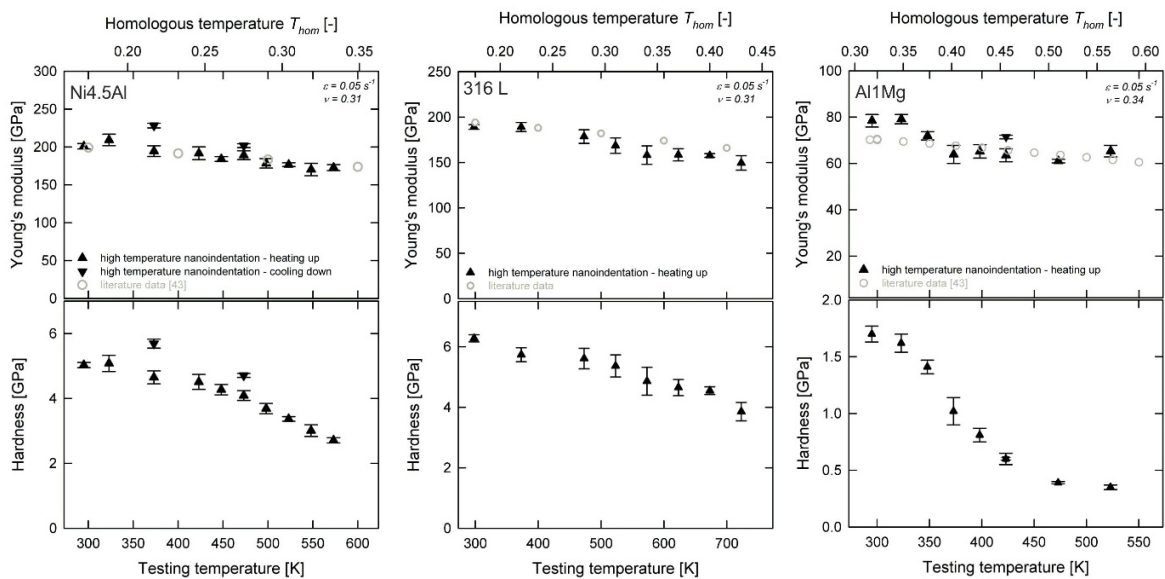 Homologous temperature T_hom [-]
0.20 0.25 0.30 0.35
300
250
200
150
100
50
0
Young's modulus [GPa]
Ni4.5Al
ε = 0.05 s⁻¹
ν = 0.31
high temperature nanoindentation - heating up
high temperature nanoindentation - cooling down
literature data [43]
6
4
2
0
Hardness [GPa]
300 350 400 450 500 550 600
Testing temperature [K]
Homologous temperature T_hom [-]
0.20 0.25 0.30 0.35 0.40 0.45
250
200
150
100
50
0
Young's modulus [GPa]
316 L
ε = 0.05 s⁻¹
ν = 0.31
high temperature nanoindentation - heating up
literature data
6
4
2
0
Hardness [GPa]
300 400 500 600 700
Testing temperature [K]
Homologous temperature T_hom [-]
0.30 0.35 0.40 0.45 0.50 0.55 0.60
100
80
60
40
20
0
Young's modulus [GPa]
Al1Mg
ε = 0.05 s⁻¹
ν = 0.34
high temperature nanoindentation - heating up
literature data [43]
2.0
1.5
1.0
0.5
0.0
Hardness [GPa]
300 350 400 450 500 550
Testing temperature [K]